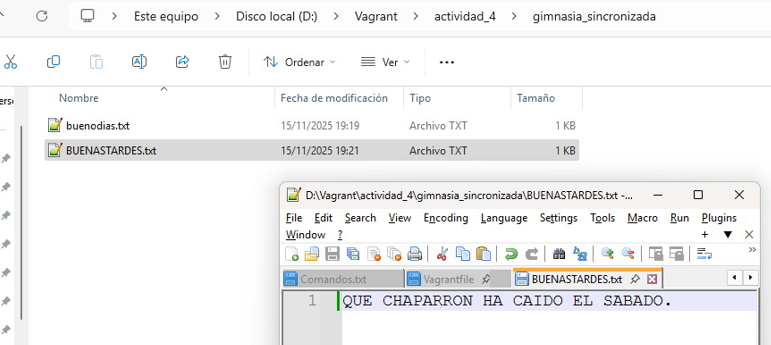 Este equipo > Disco local (D:) > Vagrant > actividad_4 > gimnasia_sincronizada
Ordenar Ver
Nombre Fecha de modificación Tipo Tamaño
buenodias.txt 15/11/2025 19:19 Archivo TXT 1 KB
BUENASTARDES.txt 15/11/2025 19:21 Archivo TXT 1 KB
D:\Vagrant\actividad_4\gimnasia_sincronizada\BUENASTARDES.txt -...
File Edit Search View Encoding Language Settings Tools Macro Run Plugins
Window ?
Comandos.txt Vagrantfile BUENASTARDES.txt
1 QUE CHAPARRON HA CAIDO EL SABADO.